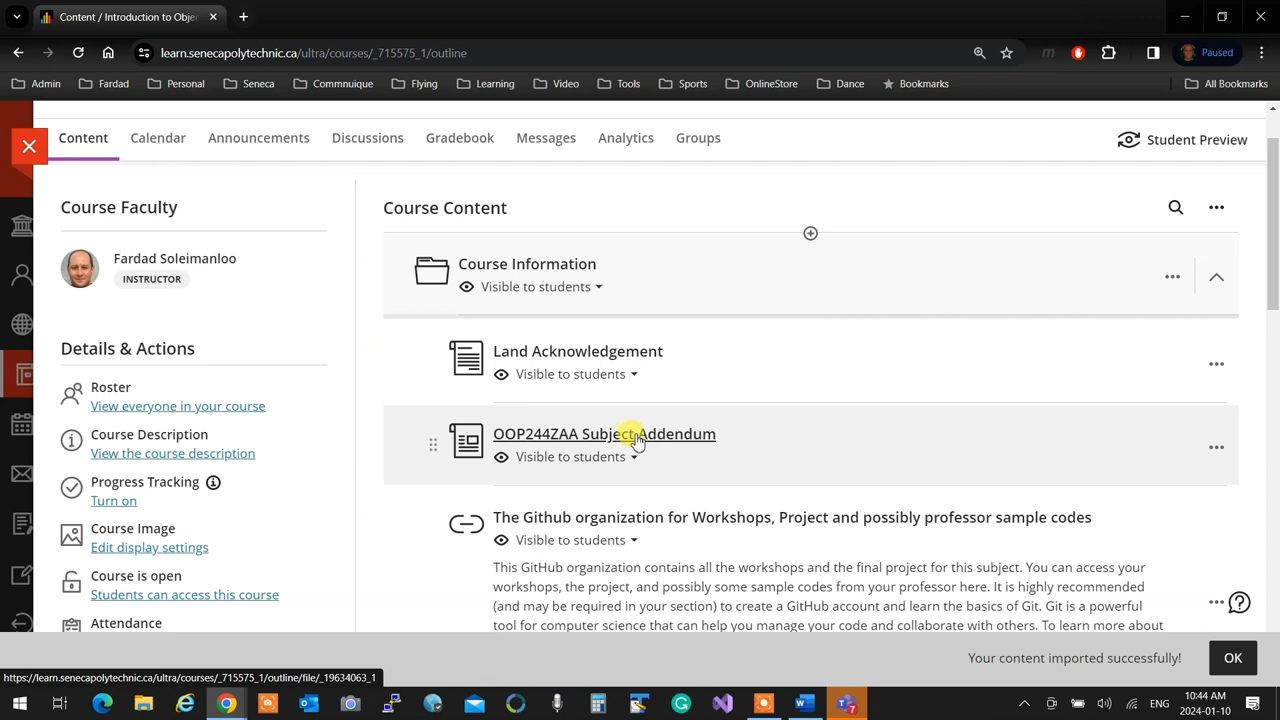 Content / Introduction to Obje
learn.senecapolytechnic.ca/ultra/courses/_715575_1/outline
Paused
Admin
Fardad
Personal
Seneca
Commnuique
Flying
Learning
Video
Tools
Sports
OnlineStore
Dance
Bookmarks
All Bookmarks
Content
Calendar
Announcements
Discussions
Gradebook
Messages
Analytics
Groups
Student Preview
Course Faculty
Fardad Soleimanloo
INSTRUCTOR
Details & Actions
Roster
View everyone in your course
Course Description
View the course description
Progress Tracking
Turn on
Course Image
Edit display settings
Course is open
Students can access this course
Attendance
Course Content
Course Information
Visible to students
Land Acknowledgement
Visible to students
OOP244ZAA Subject Addendum
Visible to students
The Github organization for Workshops, Project and possibly professor sample codes
Visible to students
This GitHub organization contains all the workshops and the final project for this subject. You can access your
workshops, the project, and possibly some sample codes from your professor here. It is highly recommended
(and may be required in your section) to create a GitHub account and learn the basics of Git. Git is a powerful
tool for computer science that can help you manage your code and collaborate with others. To learn more about
Your content imported successfully!
OK
https://learn.senecapolytechnic.ca/ultra/courses/_715575_1/outline/file/_19634063_1
ENG
10:44 AM
2024-01-10